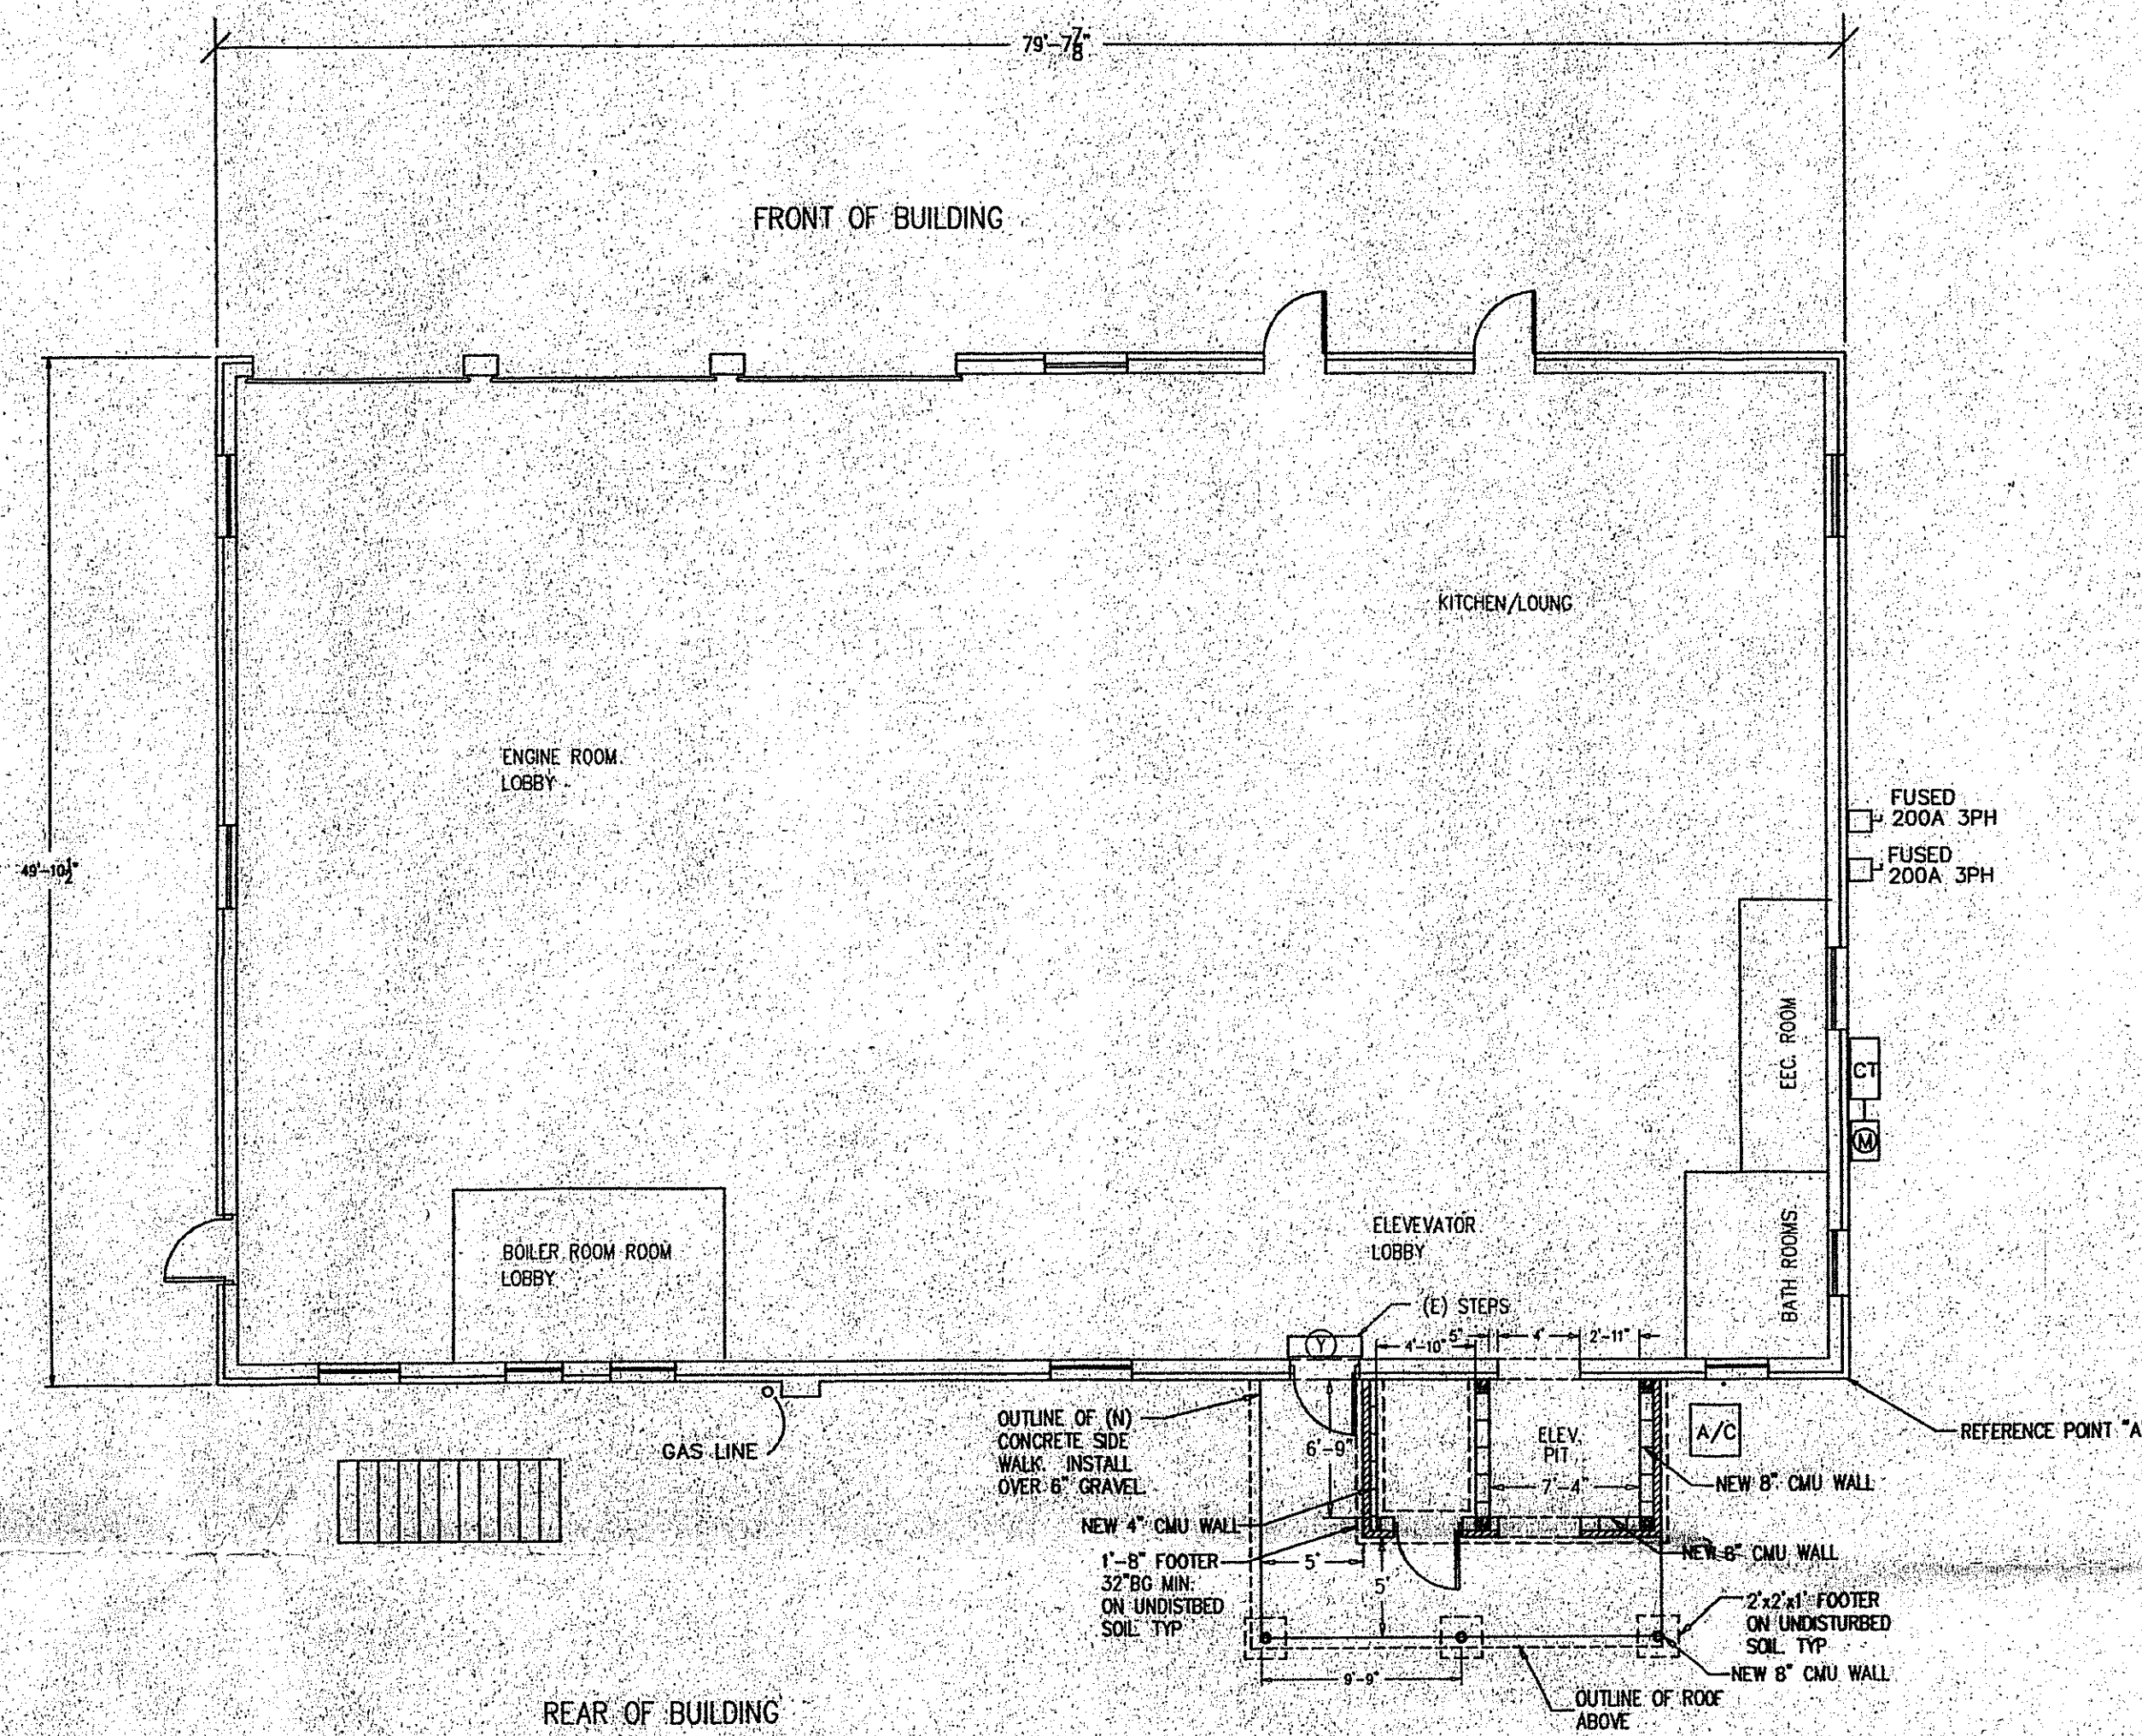 79'-7 7/8"
FRONT OF BUILDING
KITCHEN/LOUNG
ENGINE ROOM
LOBBY
FUSED
200A 3PH
FUSED
200A 3PH
49'-10 1/2"
EEC. ROOM
CT
M
BATH ROOMS
BOILER ROOM ROOM
LOBBY
ELEVEVATOR
LOBBY
(E) STEPS
Y
4'-10"
5"
4'
2'-11"
REFERENCE POINT "A
OUTLINE OF (N)
CONCRETE SIDE
WALK. INSTALL
OVER 6" GRAVEL
GAS LINE
6'-9"
ELEV.
PIT
7'-4"
A/C
NEW 8" CMU WALL
NEW 4" CMU WALL
NEW 8" CMU WALL
1'-8" FOOTER
32"BG MIN.
ON UNDISTBED
SOIL TYP
5'
5'
2'x2'x1' FOOTER
ON UNDISTURBED
SOIL TYP
NEW 8" CMU WALL
9'-9"
OUTLINE OF ROOF
ABOVE
REAR OF BUILDING